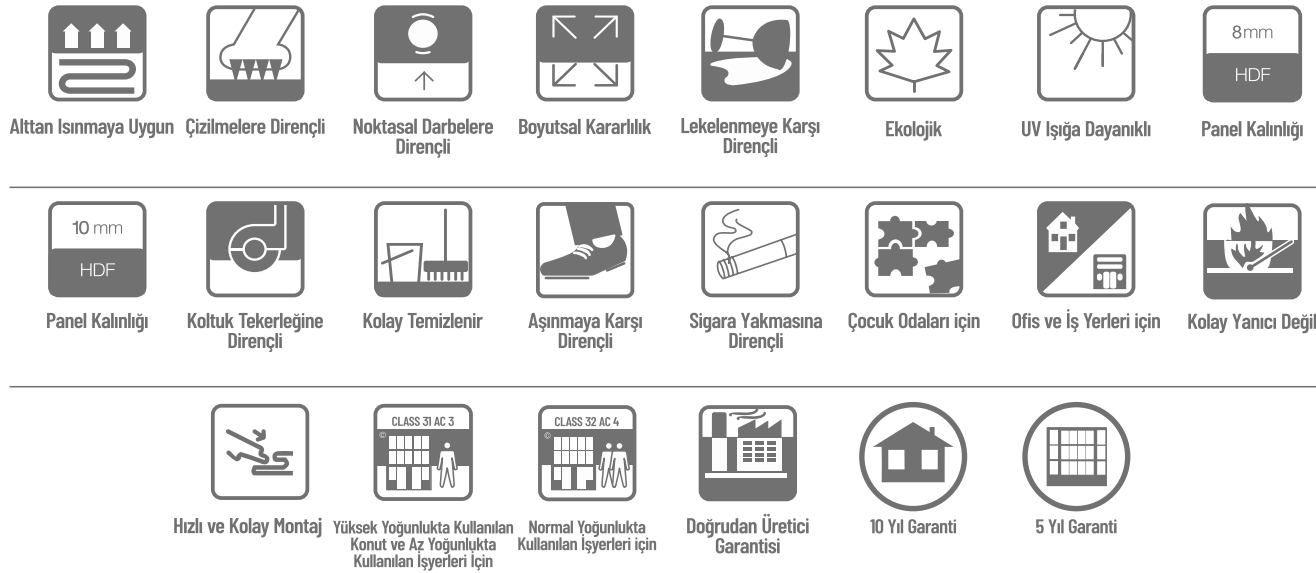 8mm
HDF
Alttan Isınmaya Uygun
Çizilmelere Dirençli
Noktasal Darbelere
Dirençli
Boyutsal Kararlılık
Lekelenmeye Karşı
Dirençli
Ekolojik
UV Işığa Dayanıklı
Panel Kalınlığı
10 mm
HDF
Panel Kalınlığı
Koltuk Tekerleğine
Dirençli
Kolay Temizlenir
Aşınmaya Karşı
Dirençli
Sigara Yakmasına
Dirençli
Çocuk Odaları için
Ofis ve İş Yerleri için
Kolay Yanıcı Değil
CLASS 31 AC 3
©
CLASS 32 AC 4
©
Hızlı ve Kolay Montaj
Yüksek Yoğunlukta Kullanılan
Konut ve Az Yoğunlukta
Kullanılan İşyerleri İçin
Normal Yoğunlukta
Kullanılan İşyerleri için
Doğrudan Üretici
Garantisi
10 Yıl Garanti
5 Yıl Garanti